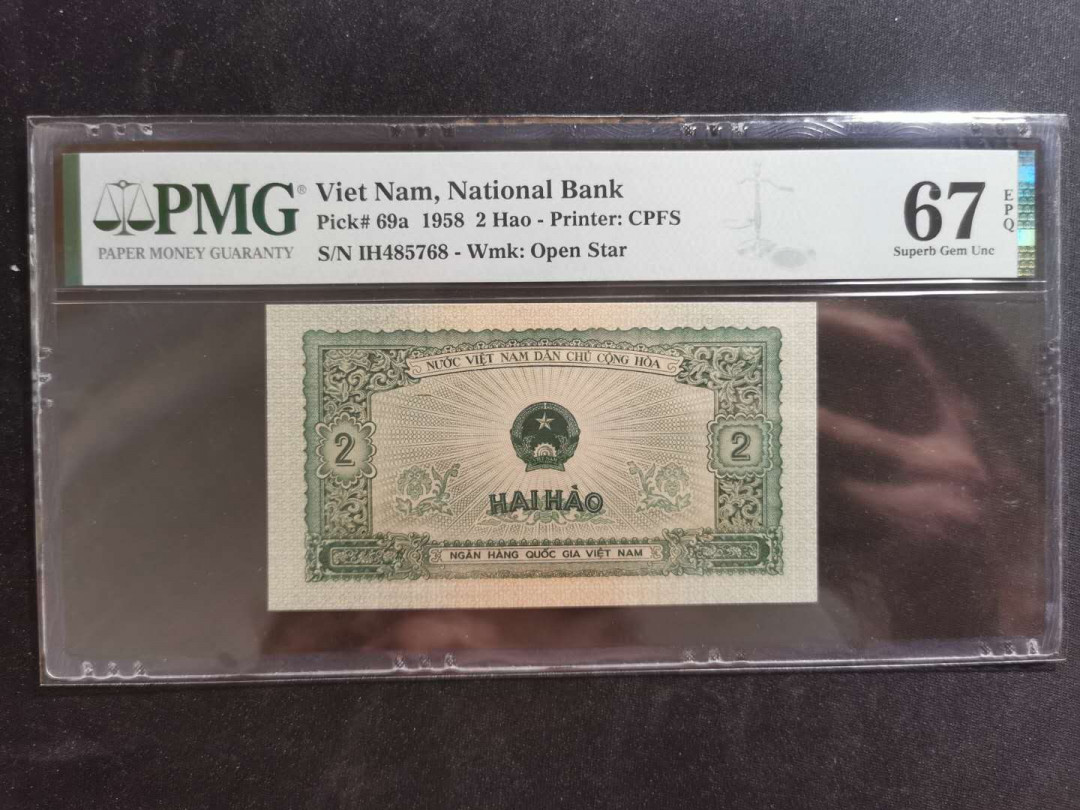 PMG®
PAPER MONEY GUARANTY
Viet Nam, National Bank
Pick# 69a 1958 2 Hao - Printer: CPFS
S/N IH485768 - Wmk: Open Star
67
EPQ
Superb Gem Unc
NƯỚC VIỆT NAM DÂN CHỦ CỘNG HÒA
2
2
HAI HÀO
NGÂN HÀNG QUỐC GIA VIỆT NAM